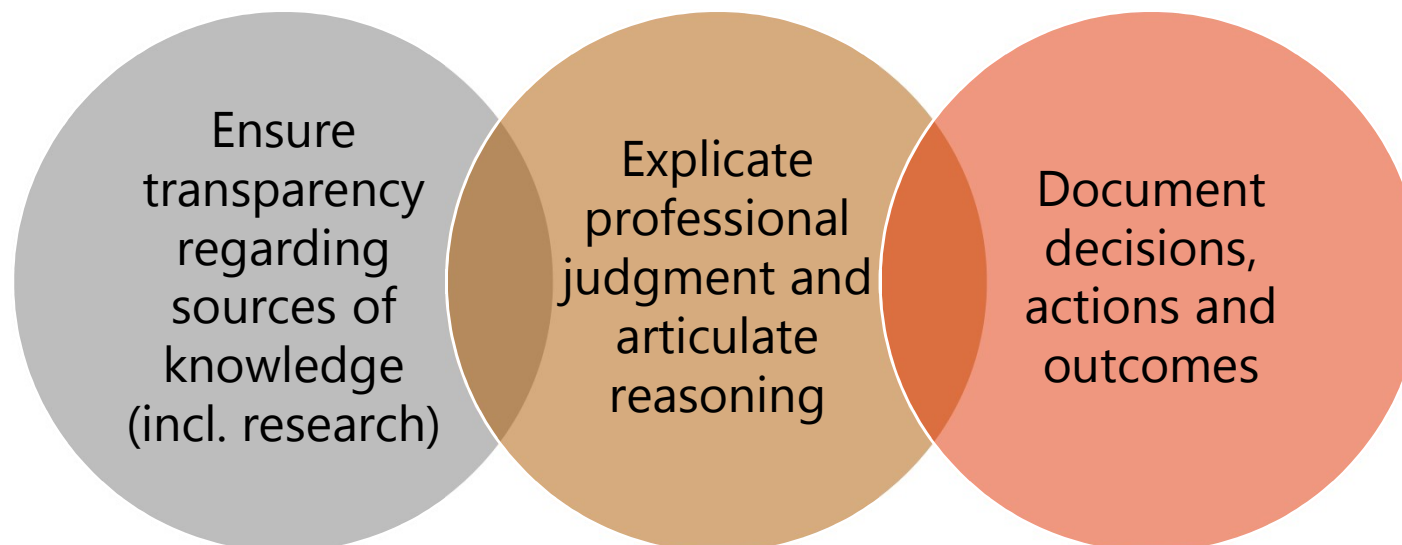 Ensure
transparency
regarding
sources of
knowledge
(incl. research)
Explicate
professional
judgment and
articulate
reasoning
Document
decisions,
actions and
outcomes